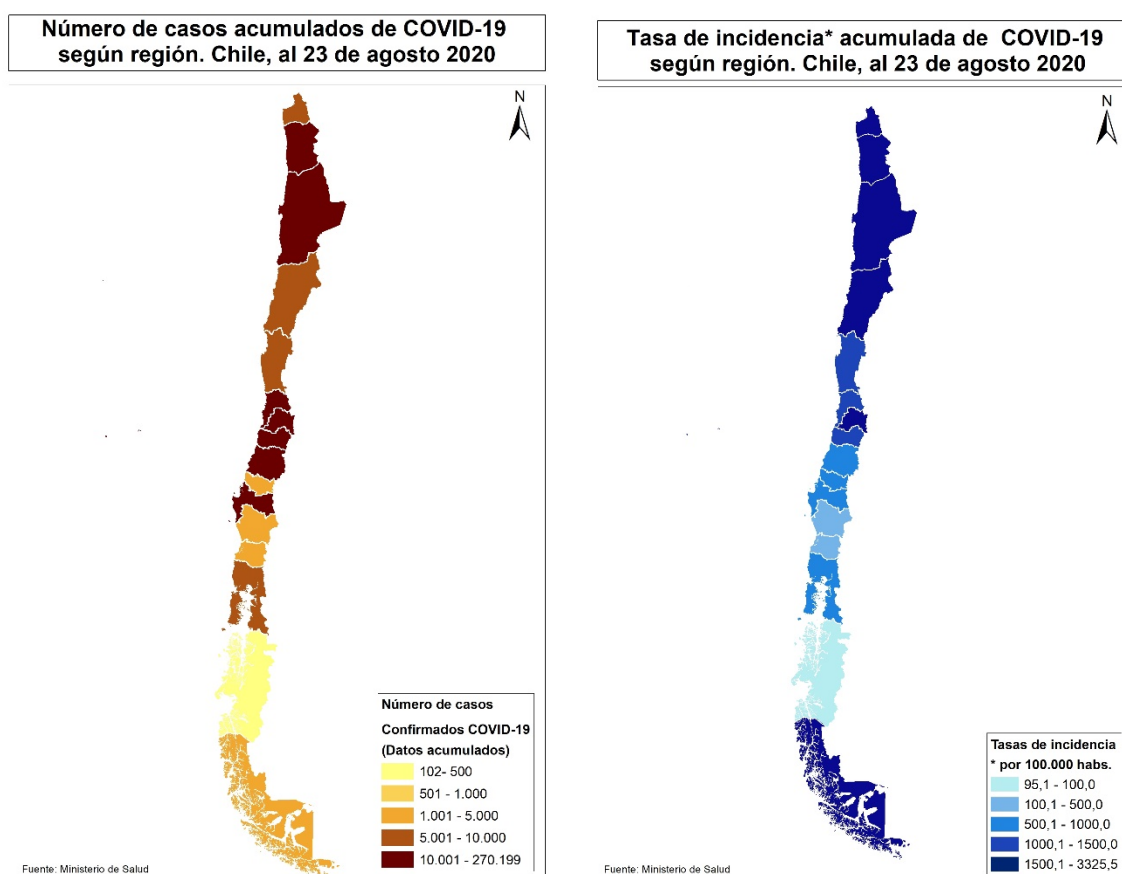 Número de casos acumulados de COVID-19
según región. Chile, al 23 de agosto 2020
N
Número de casos
Confirmados COVID-19
(Datos acumulados)
102- 500
501 - 1.000
1.001 - 5.000
5.001 - 10.000
10.001 - 270.199
Fuente: Ministerio de Salud
Tasa de incidencia* acumulada de COVID-19
según región. Chile, al 23 de agosto 2020
N
Tasas de incidencia
* por 100.000 habs.
95,1 - 100,0
100,1 - 500,0
500,1 - 1000,0
1000,1 - 1500,0
1500,1 - 3325,5
Fuente: Ministerio de Salud